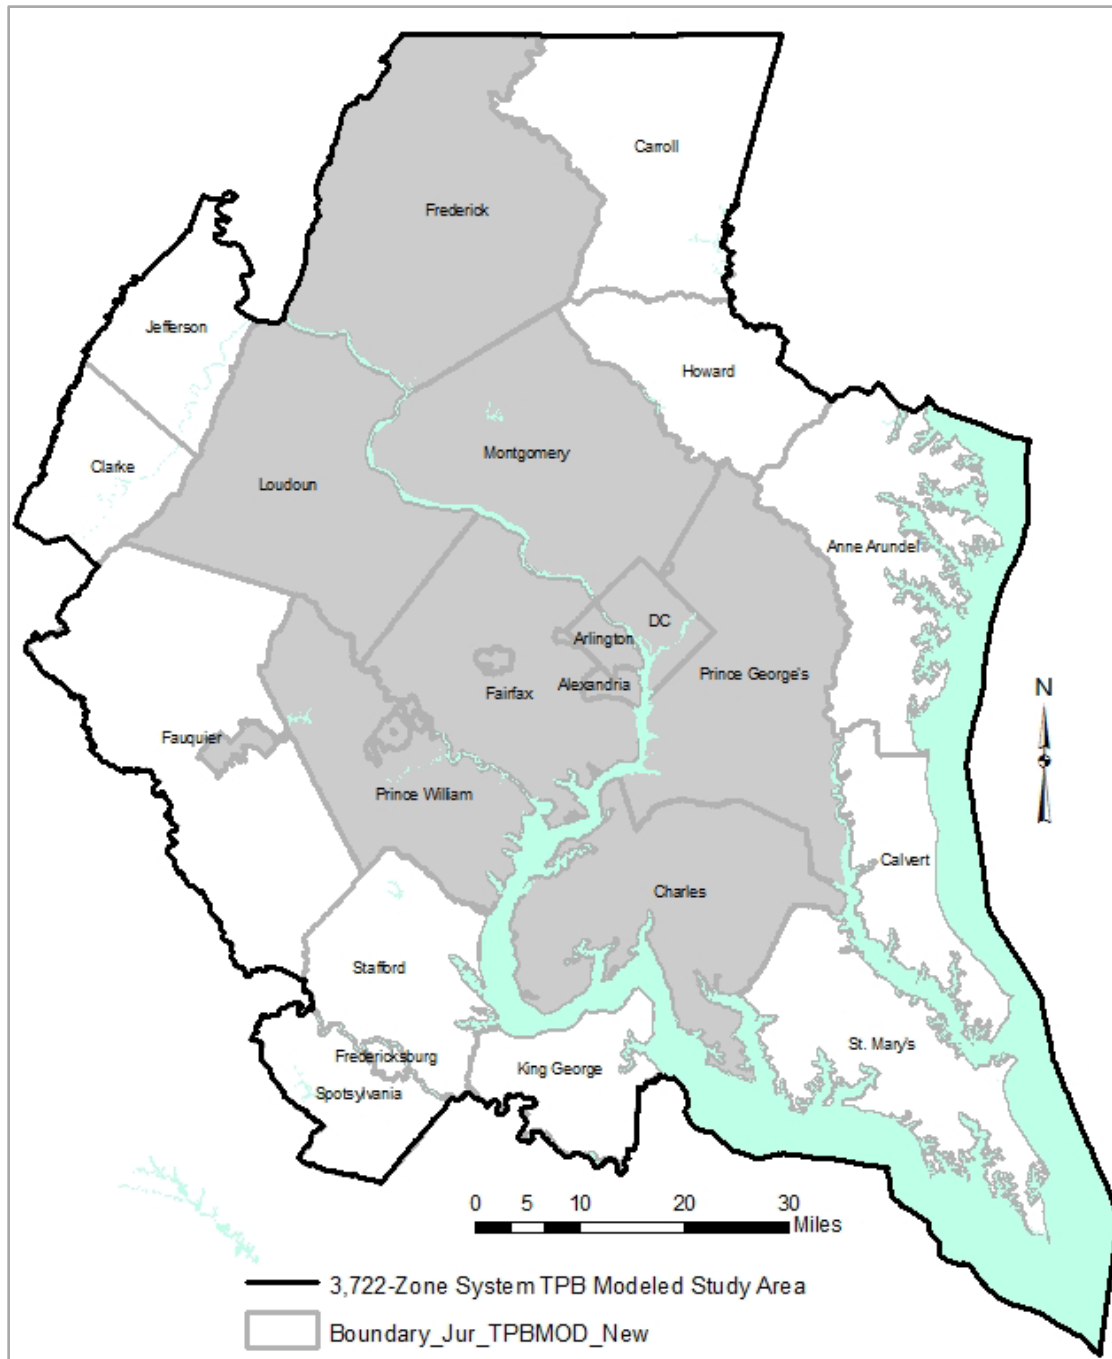 Carroll
Frederick
Jefferson
Howard
Montgomery
Clarke
Loudoun
Anne Arundel
DC
Arlington
Prince George's
Alexandria
Fairfax
Fauquier
Prince William
Calvert
Charles
Stafford
St. Mary's
Fredericksburg
King George
Spotsylvania
N
0 5 10 20 30
Miles
3,722-Zone System TPB Modeled Study Area
Boundary_Jur_TPBMOD_New